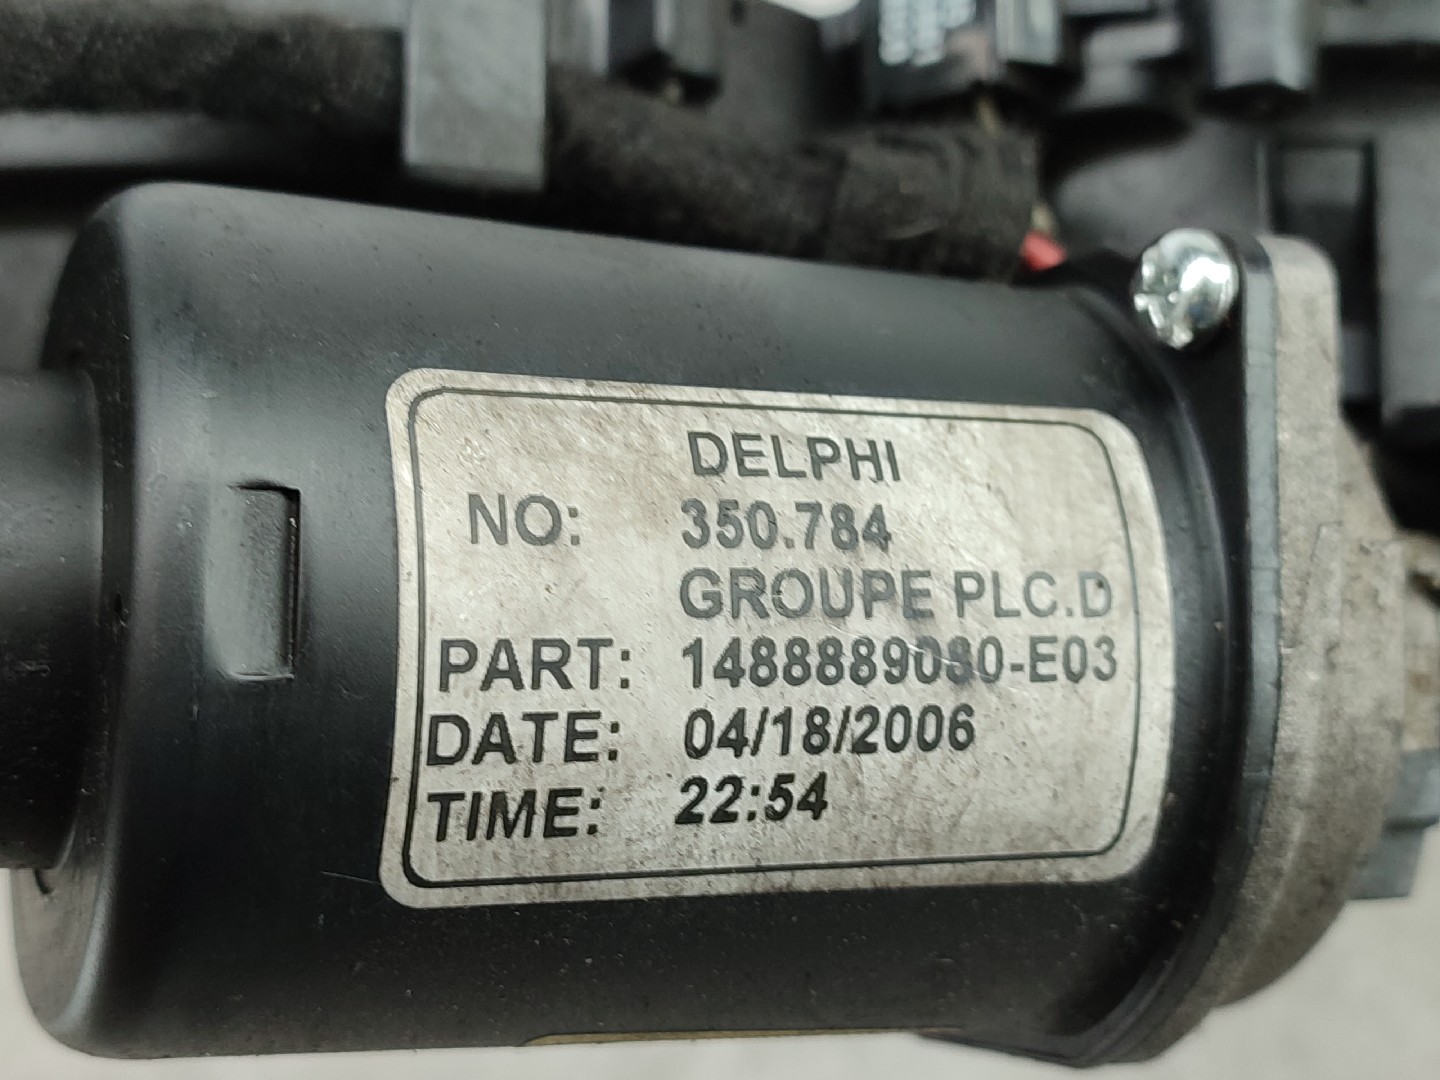 DELPHI
NO: 350.784
GROUPE PLC.D
PART: 1488889080-E03
DATE: 04/18/2006
TIME: 22:54